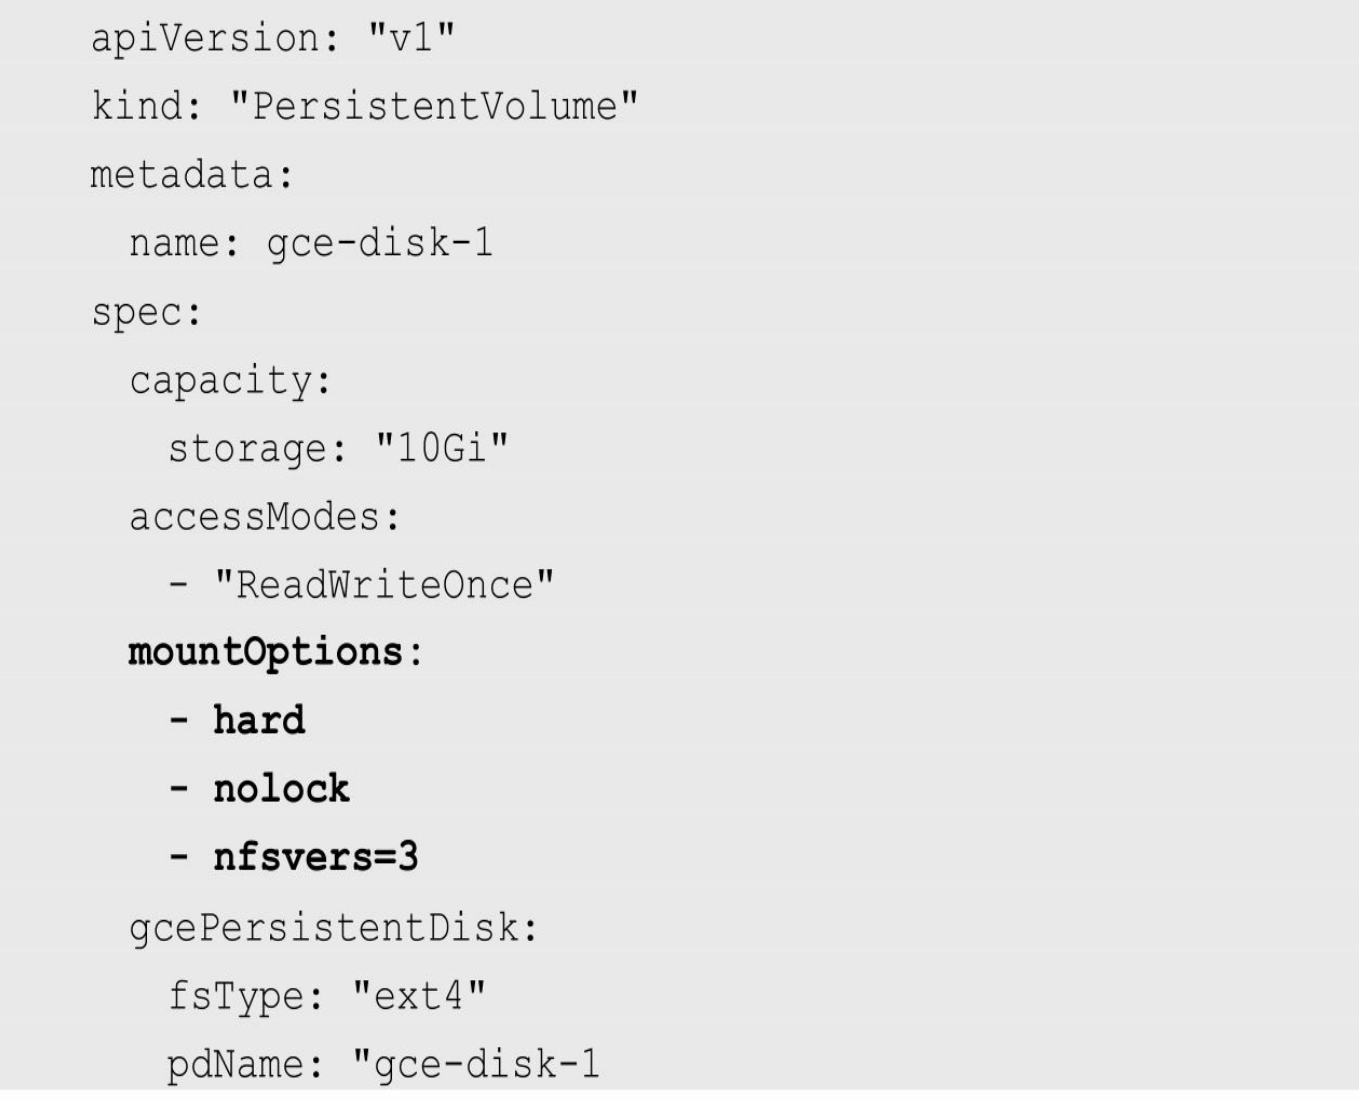 apiVersion: "v1"
kind: "PersistentVolume"
metadata:
  name: gce-disk-1
spec:
  capacity:
    storage: "10Gi"
  accessModes:
    - "ReadWriteOnce"
  mountOptions:
    - hard
    - nolock
    - nfsvers=3
  gcePersistentDisk:
    fsType: "ext4"
    pdName: "gce-disk-1